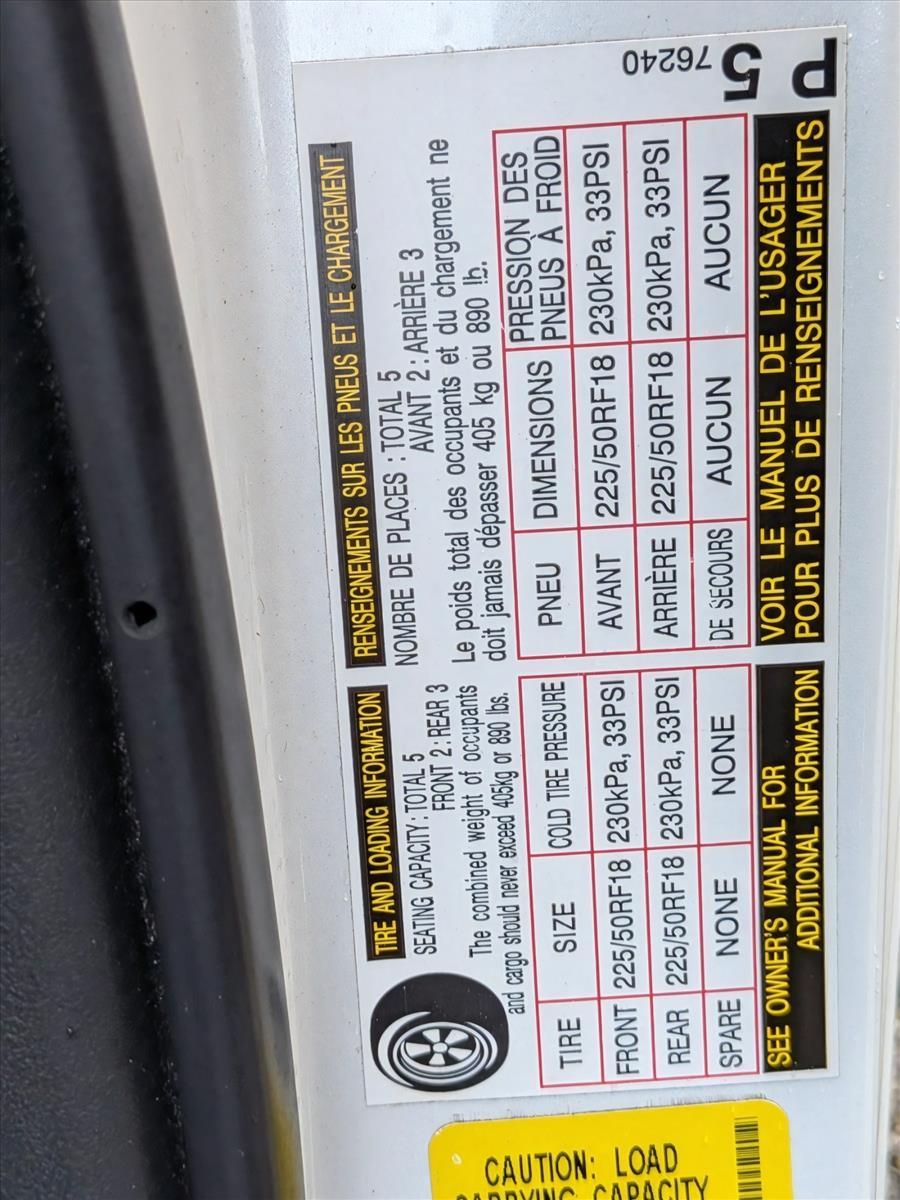 TIRE AND LOADING INFORMATION
SEATING CAPACITY : TOTAL 5
FRONT 2 : REAR 3
The combined weight of occupants
and cargo should never exceed 405kg or 890 lbs.
TIRE SIZE COLD TIRE PRESSURE
FRONT 225/50RF18 230kPa, 33PSI
REAR 225/50RF18 230kPa, 33PSI
SPARE NONE NONE
SEE OWNER'S MANUAL FOR
ADDITIONAL INFORMATION
RENSEIGNEMENTS SUR LES PNEUS ET LE CHARGEMENT
NOMBRE DE PLACES : TOTAL 5
AVANT 2 : ARRIÈRE 3
Le poids total des occupants et du chargement ne
doit jamais dépasser 405 kg ou 890 lb.
PNEU DIMENSIONS PRESSION DES
PNEUS À FROID
AVANT 225/50RF18 230kPa, 33PSI
ARRIÈRE 225/50RF18 230kPa, 33PSI
DE SECOURS AUCUN AUCUN
VOIR LE MANUEL DE L'USAGER
POUR PLUS DE RENSEIGNEMENTS
76240
5
P
CAUTION: LOAD
CARRYING CAPACITY